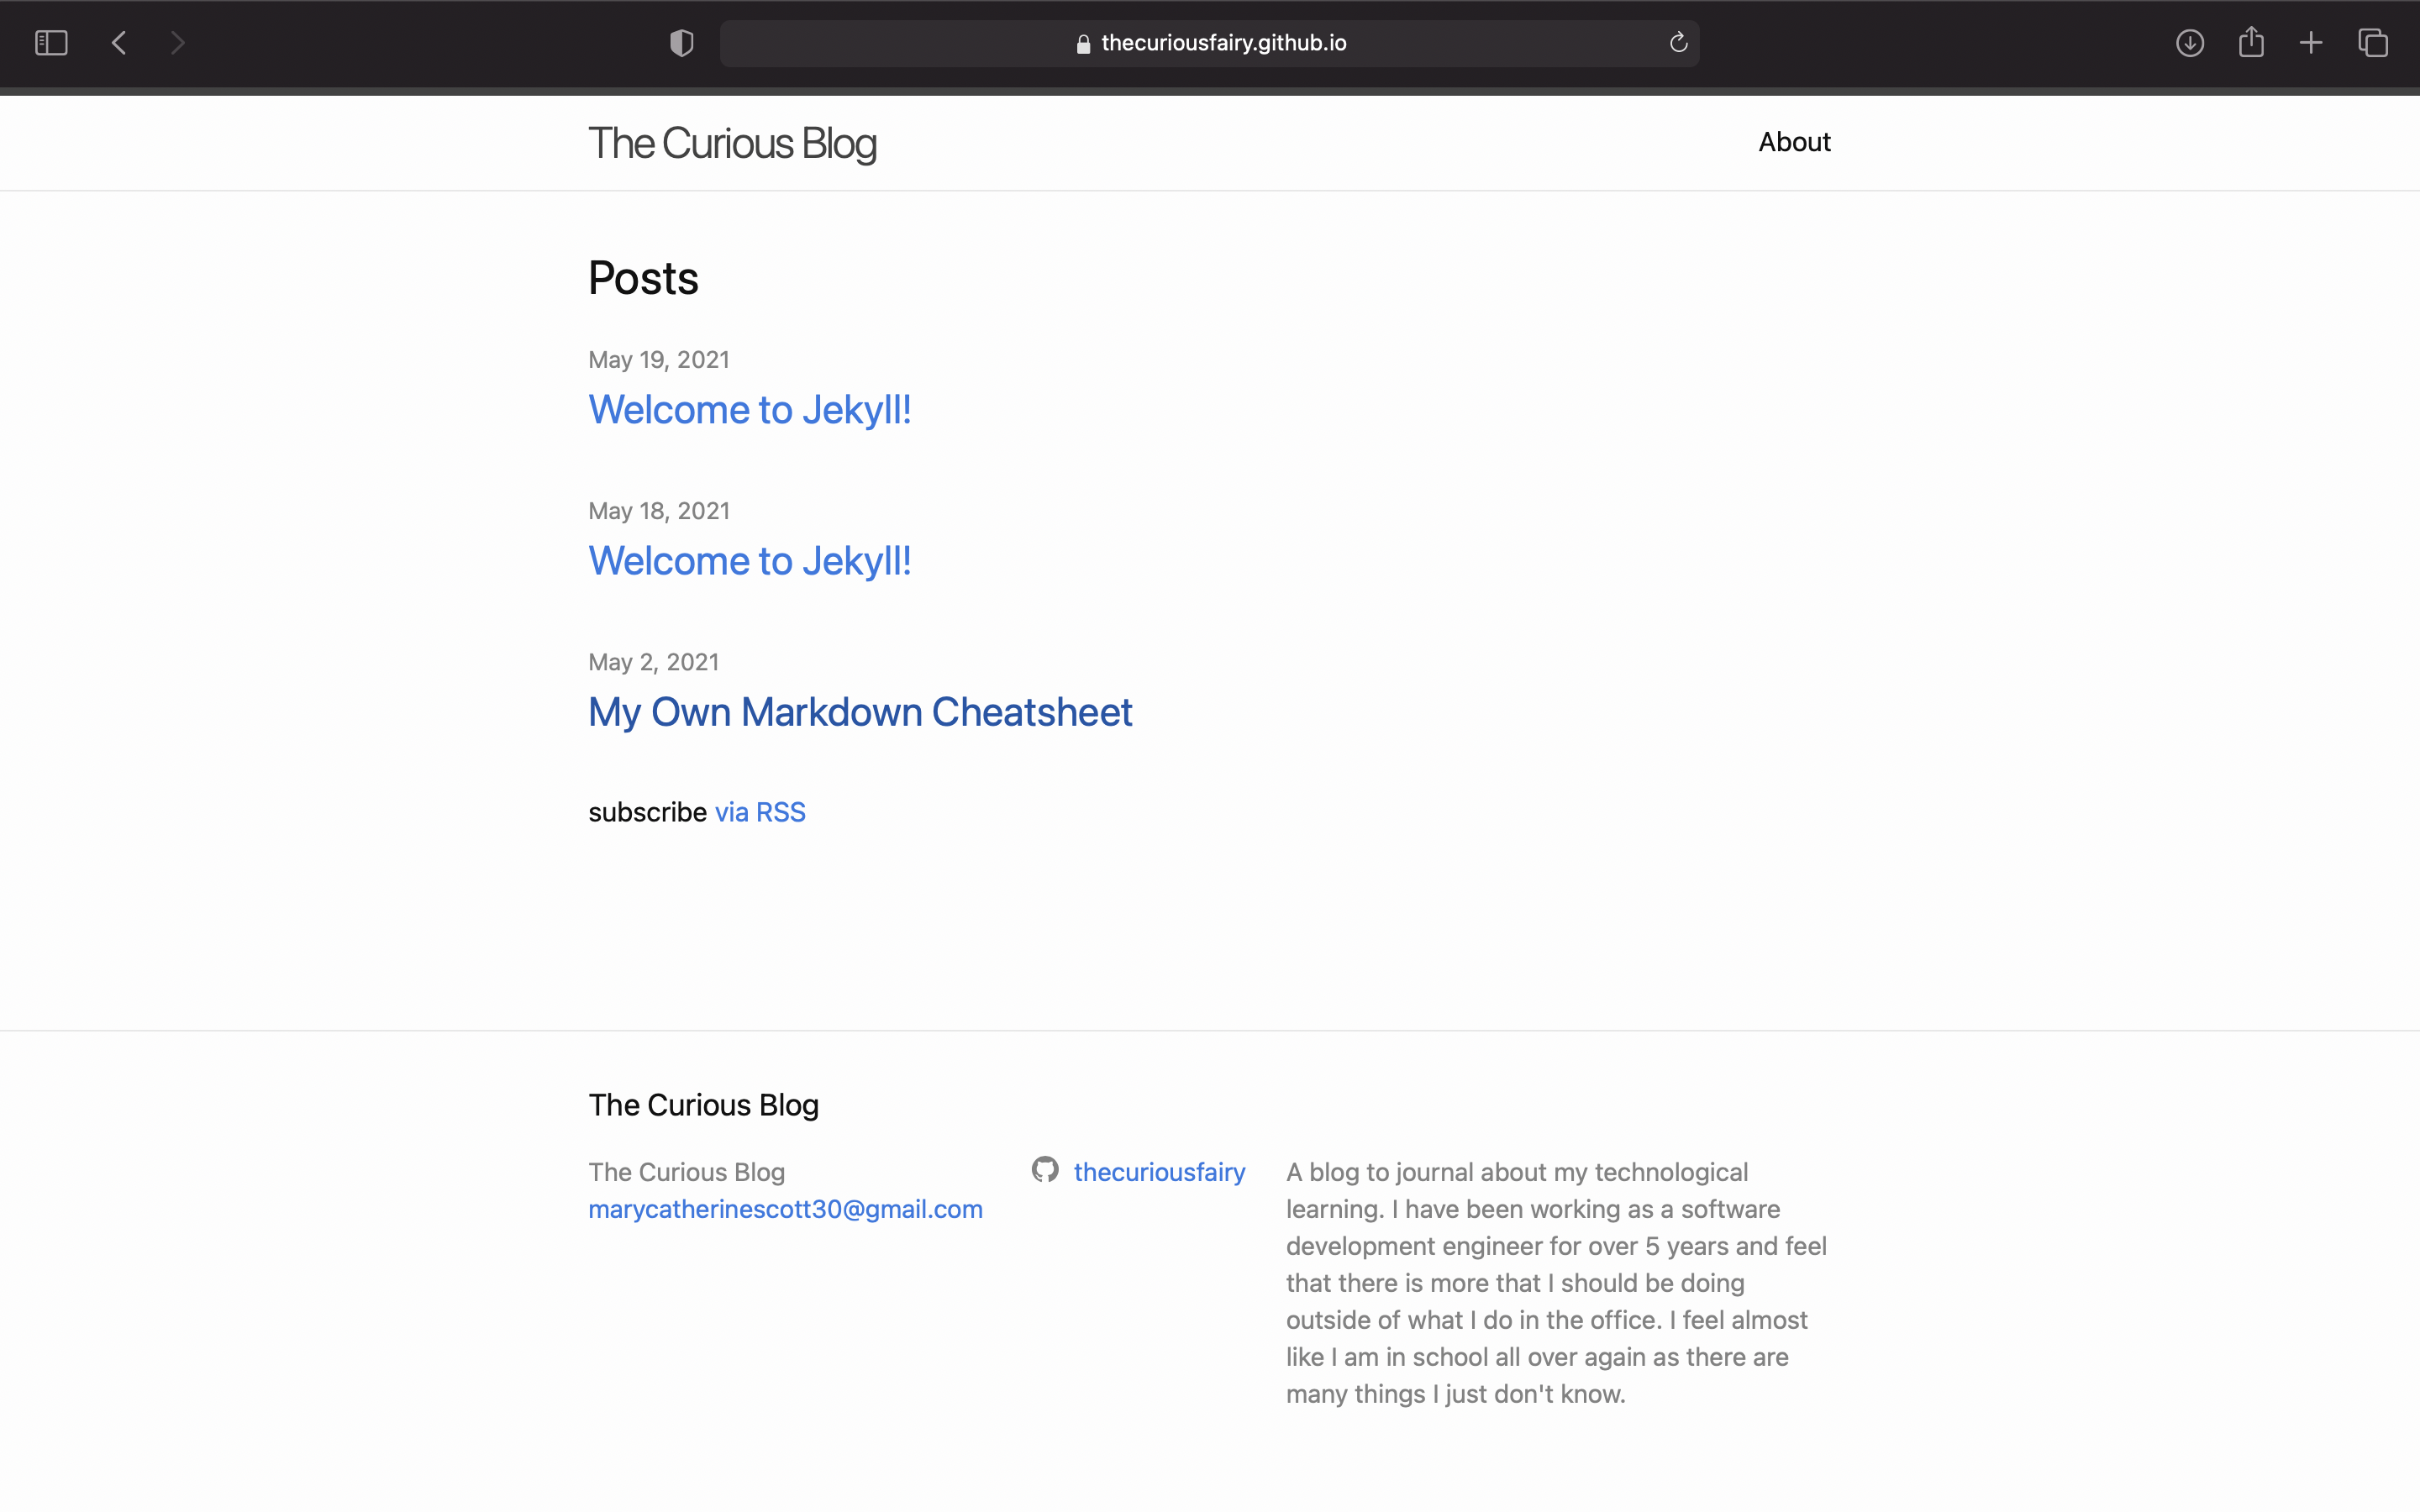 thecuriousfairy.github.io
The Curious Blog
About
Posts
May 19, 2021
Welcome to Jekyll!
May 18, 2021
Welcome to Jekyll!
May 2, 2021
My Own Markdown Cheatsheet
subscribe via RSS
The Curious Blog
The Curious Blog
marycatherinescott30@gmail.com
thecuriousfairy
A blog to journal about my technological
learning. I have been working as a software
development engineer for over 5 years and feel
that there is more that I should be doing
outside of what I do in the office. I feel almost
like I am in school all over again as there are
many things I just don't know.